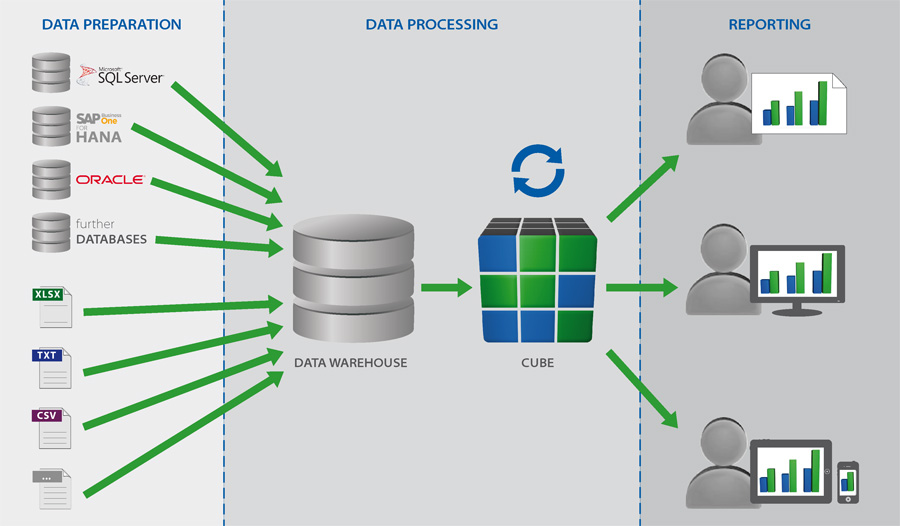 DATA PREPARATION
DATA PROCESSING
REPORTING
Microsoft®
SQL Server®
SAP Business
One
FOR
HANA
ORACLE®
further
DATABASES
XLSX
TXT
CSV
...
DATA WAREHOUSE
CUBE